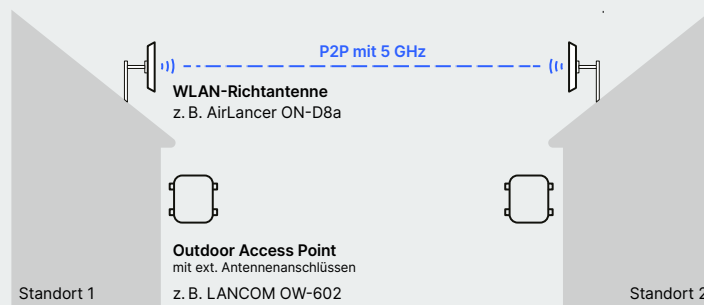 P2P mit 5 GHz
WLAN-Richtantenne
z. B. AirLancer ON-D8a
Outdoor Access Point
mit ext. Antennenanschlüssen
Standort 1
z. B. LANCOM OW-602
Standort 2